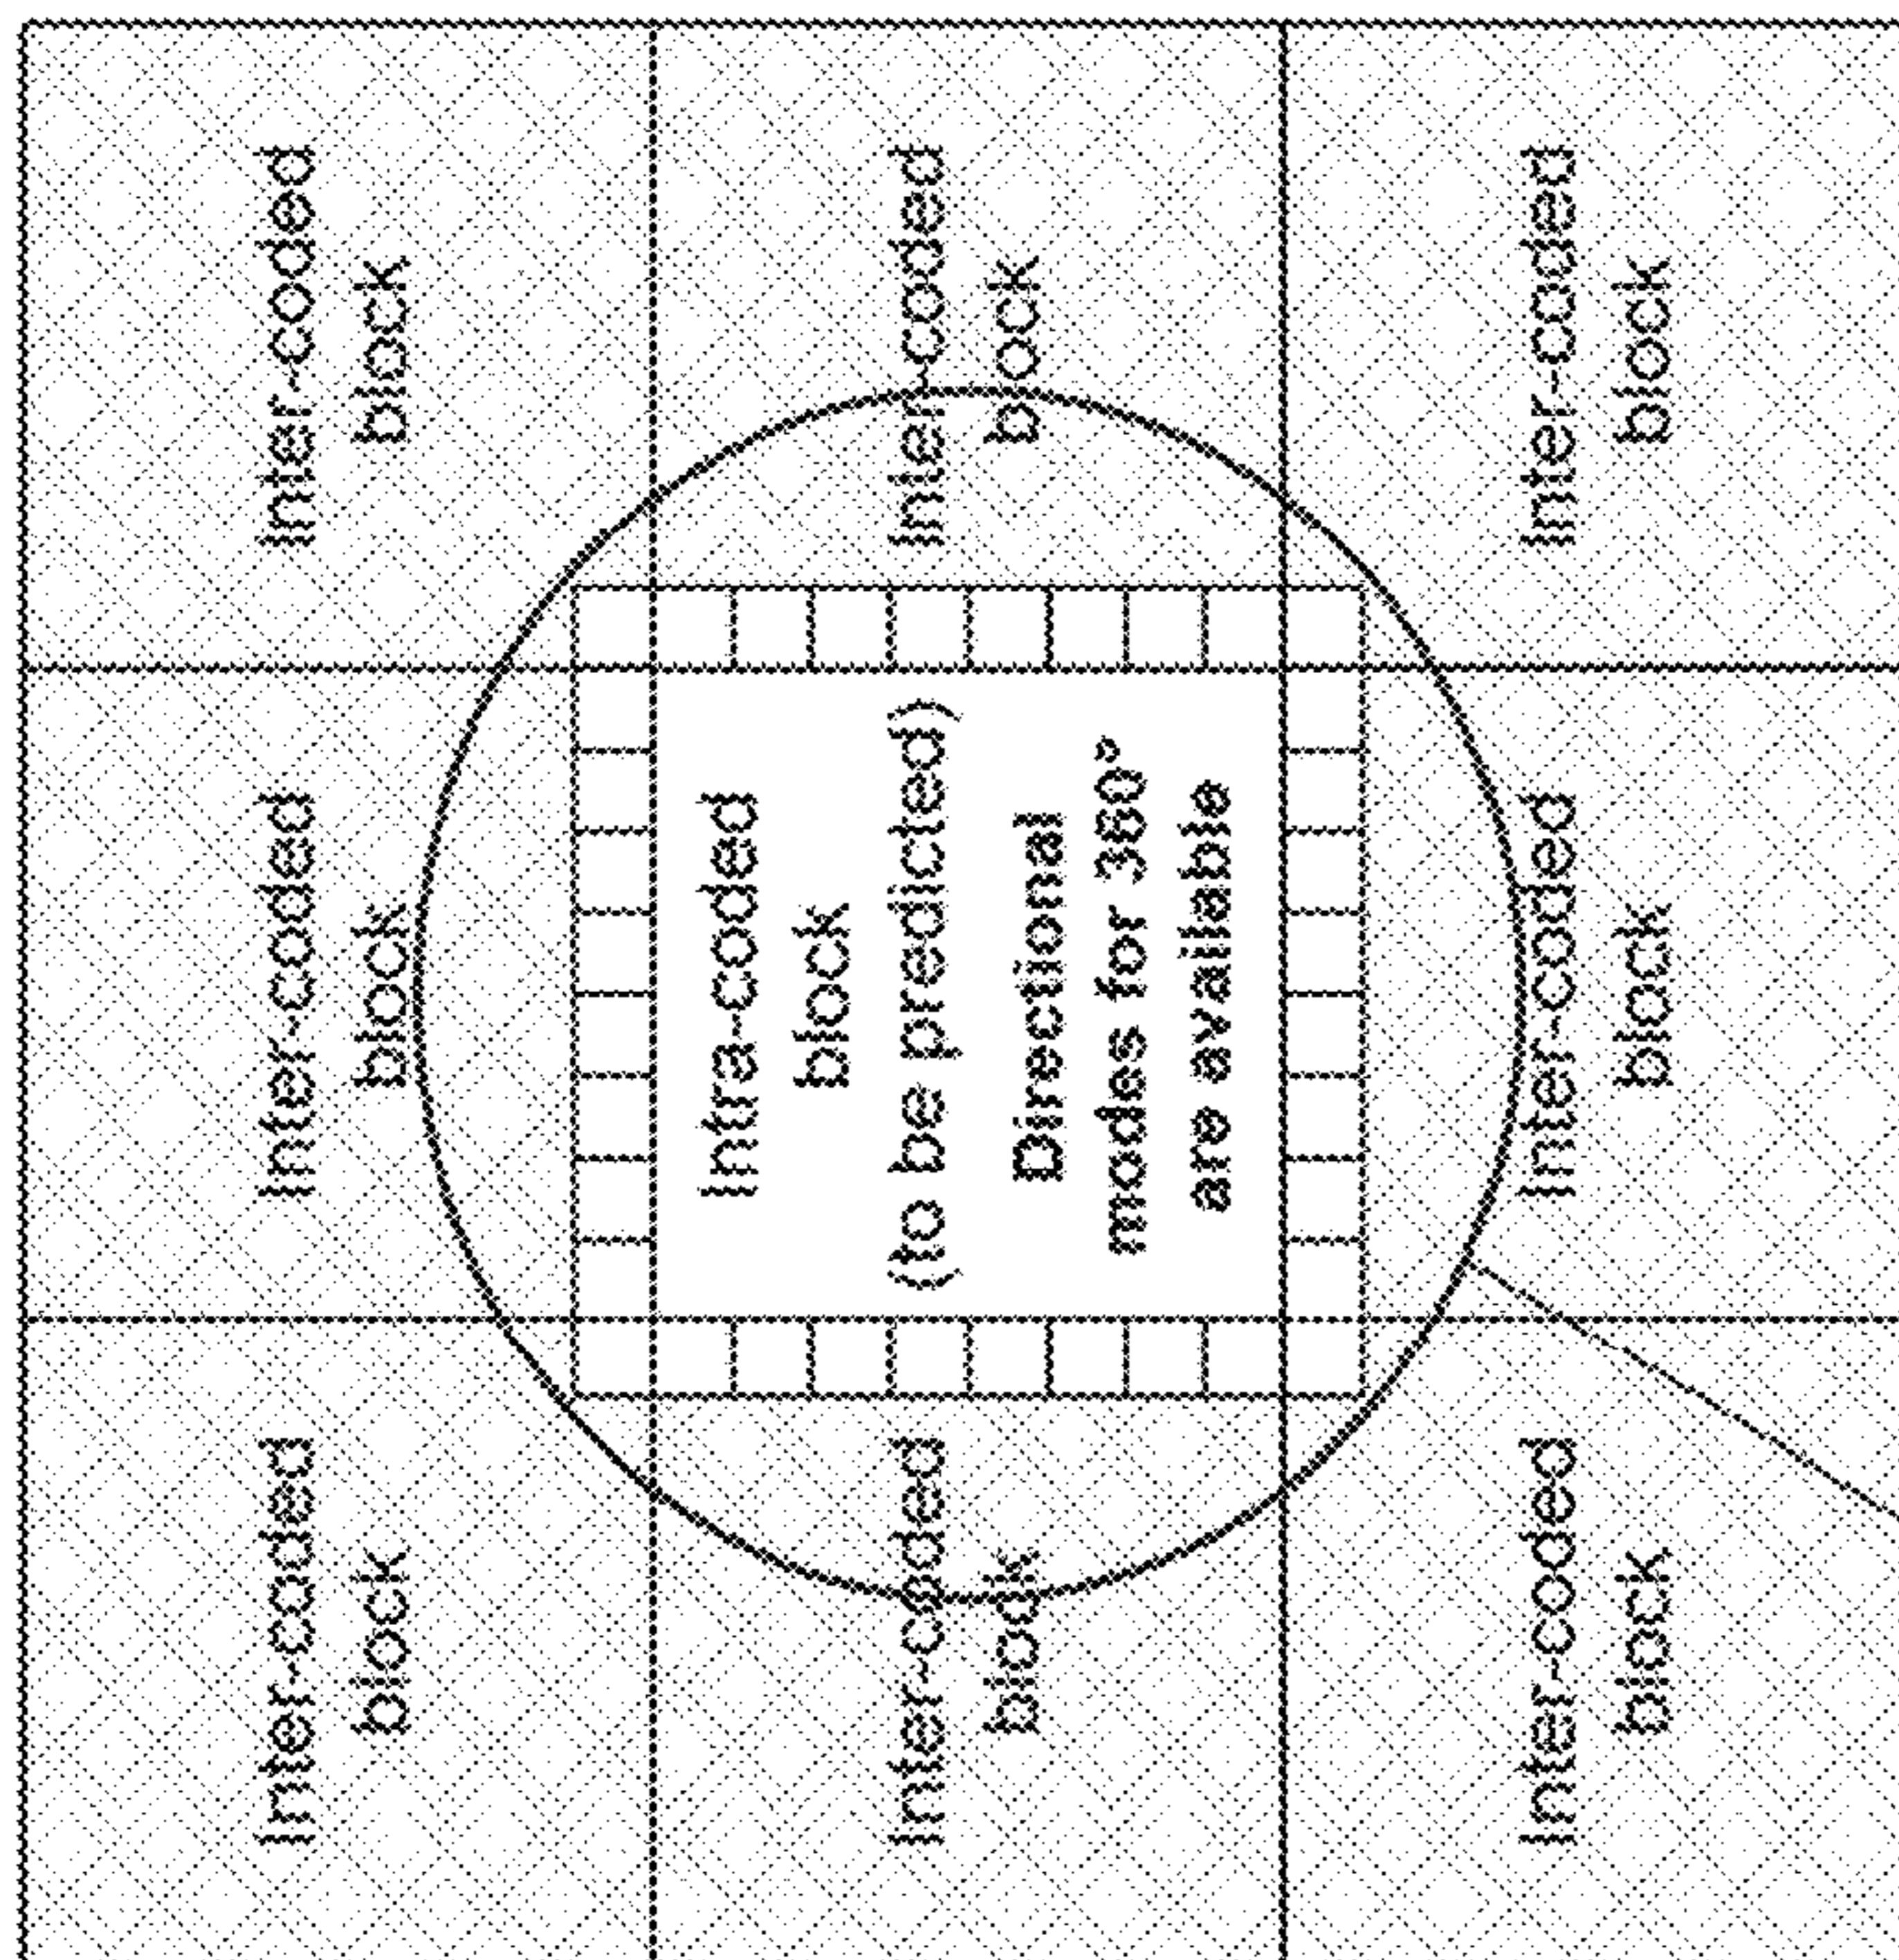 Inter-coded
block
Inter-coded
block
Inter-coded
block
Inter-coded
block
Intra-coded
block
(to be predicted)
Directional
modes for 360°
are available
Inter-coded
block
Inter-coded
block
Inter-coded
block
Inter-coded
block